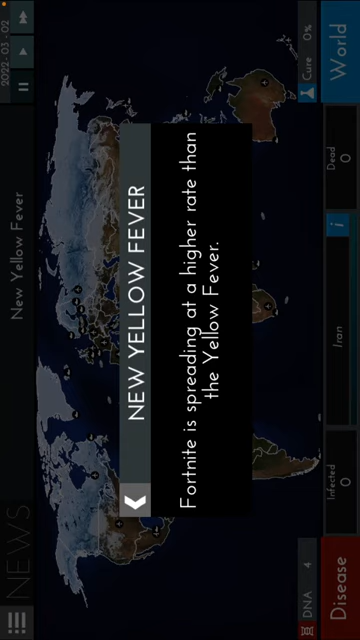 NEWS
New Yellow Fever
2022-03-02
NEW YELLOW FEVER
Fortnite is spreading at a higher rate than
the Yellow Fever.
Disease
DNA 4
Infected
0
Iran
i
Dead
0
Cure 0%
World